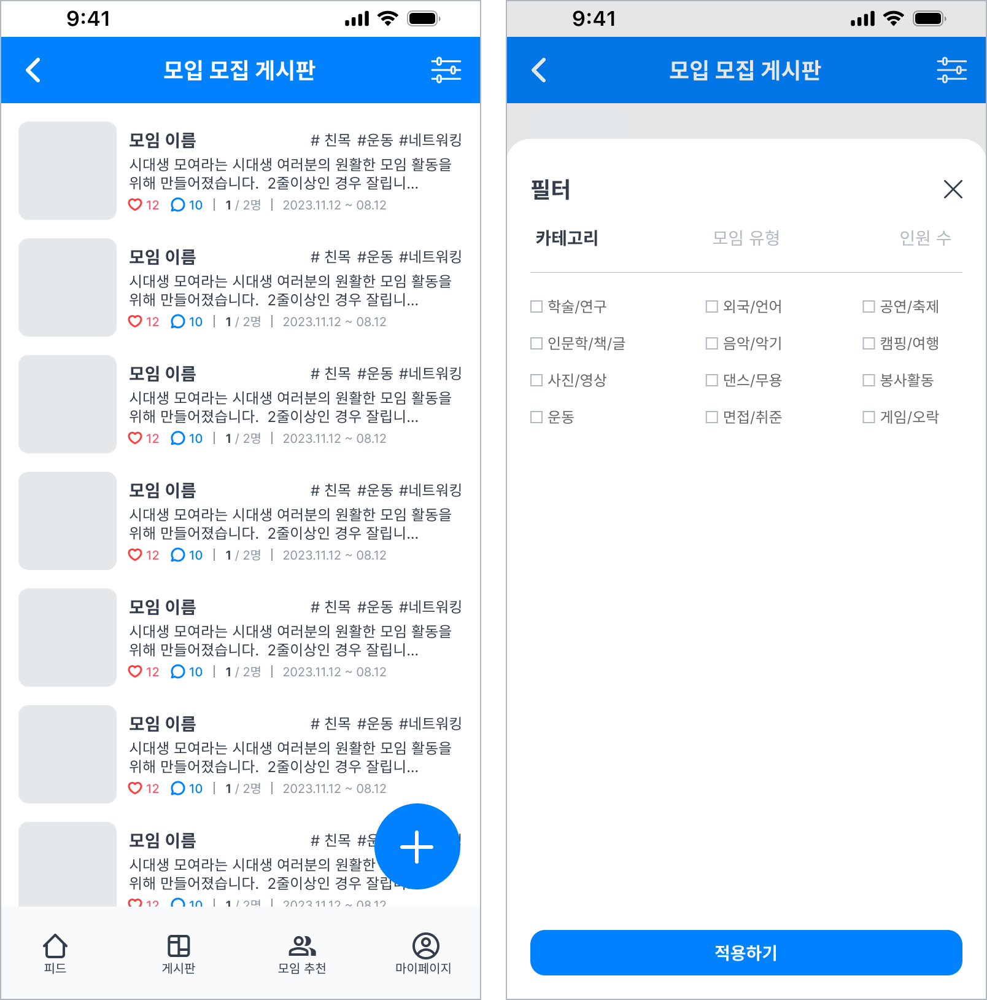 9:41
모입 모집 게시판
모임 이름 # 친목 #운동 #네트워킹
시대생 모여라는 시대생 여러분의 원활한 모임 활동을
위해 만들어졌습니다. 2줄이상인 경우 잘립니...
12 10 | 1 / 2명 | 2023.11.12 ~ 08.12
모임 이름 # 친목 #운동 #네트워킹
시대생 모여라는 시대생 여러분의 원활한 모임 활동을
위해 만들어졌습니다. 2줄이상인 경우 잘립니...
12 10 | 1 / 2명 | 2023.11.12 ~ 08.12
모임 이름 # 친목 #운동 #네트워킹
시대생 모여라는 시대생 여러분의 원활한 모임 활동을
위해 만들어졌습니다. 2줄이상인 경우 잘립니...
12 10 | 1 / 2명 | 2023.11.12 ~ 08.12
모임 이름 # 친목 #운동 #네트워킹
시대생 모여라는 시대생 여러분의 원활한 모임 활동을
위해 만들어졌습니다. 2줄이상인 경우 잘립니...
12 10 | 1 / 2명 | 2023.11.12 ~ 08.12
모임 이름 # 친목 #운동 #네트워킹
시대생 모여라는 시대생 여러분의 원활한 모임 활동을
위해 만들어졌습니다. 2줄이상인 경우 잘립니...
12 10 | 1 / 2명 | 2023.11.12 ~ 08.12
모임 이름 # 친목 #운동 #네트워킹
시대생 모여라는 시대생 여러분의 원활한 모임 활동을
위해 만들어졌습니다. 2줄이상인 경우 잘립니...
12 10 | 1 / 2명 | 2023.11.12 ~ 08.12
모임 이름 # 친목
시대생 모여라는 시대생 여러분의 원활한
위해 만들어졌습니다. 2줄이상인 경우
12 10 | 1 / 2명 | 2023.11.12 ~ 08.12
피드 게시판 모임 추천 마이페이지
9:41
모입 모집 게시판
필터
카테고리 모임 유형 인원 수
학술/연구 외국/언어 공연/축제
인문학/책/글 음악/악기 캠핑/여행
사진/영상 댄스/무용 봉사활동
운동 면접/취준 게임/오락
적용하기